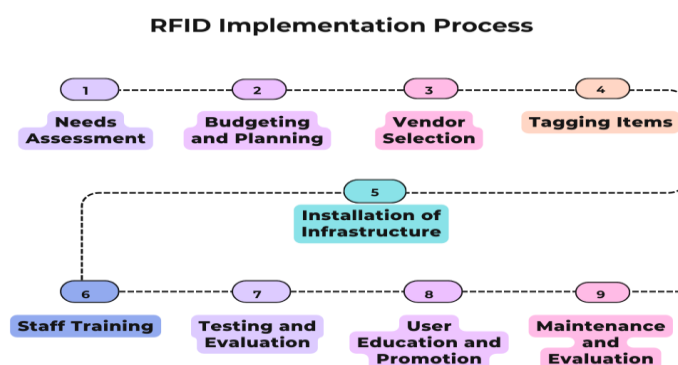 RFID Implementation Process
1
2
3
4
Needs
Assessment
Budgeting
and Planning
Vendor
Selection
Tagging Items
5
Installation of
Infrastructure
6
7
8
9
Staff Training
Testing and
Evaluation
User
Education and
Promotion
Maintenance
and
Evaluation